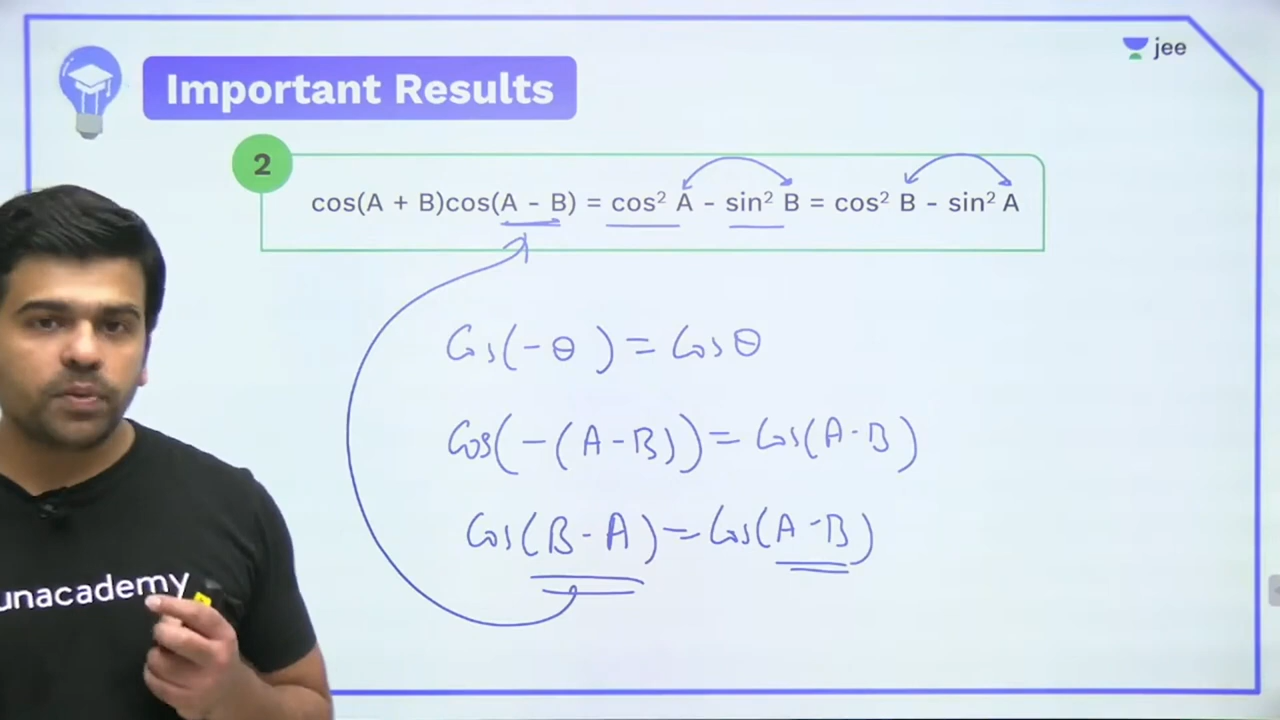 jee
Important Results
2
cos(A + B)cos(A - B) = cos² A - sin² B = cos² B - sin² A
Cos(-θ) = Cosθ
Cos(-(A-B)) = Cos(A-B)
Cos(B-A) = Cos(A-B)
unacademy